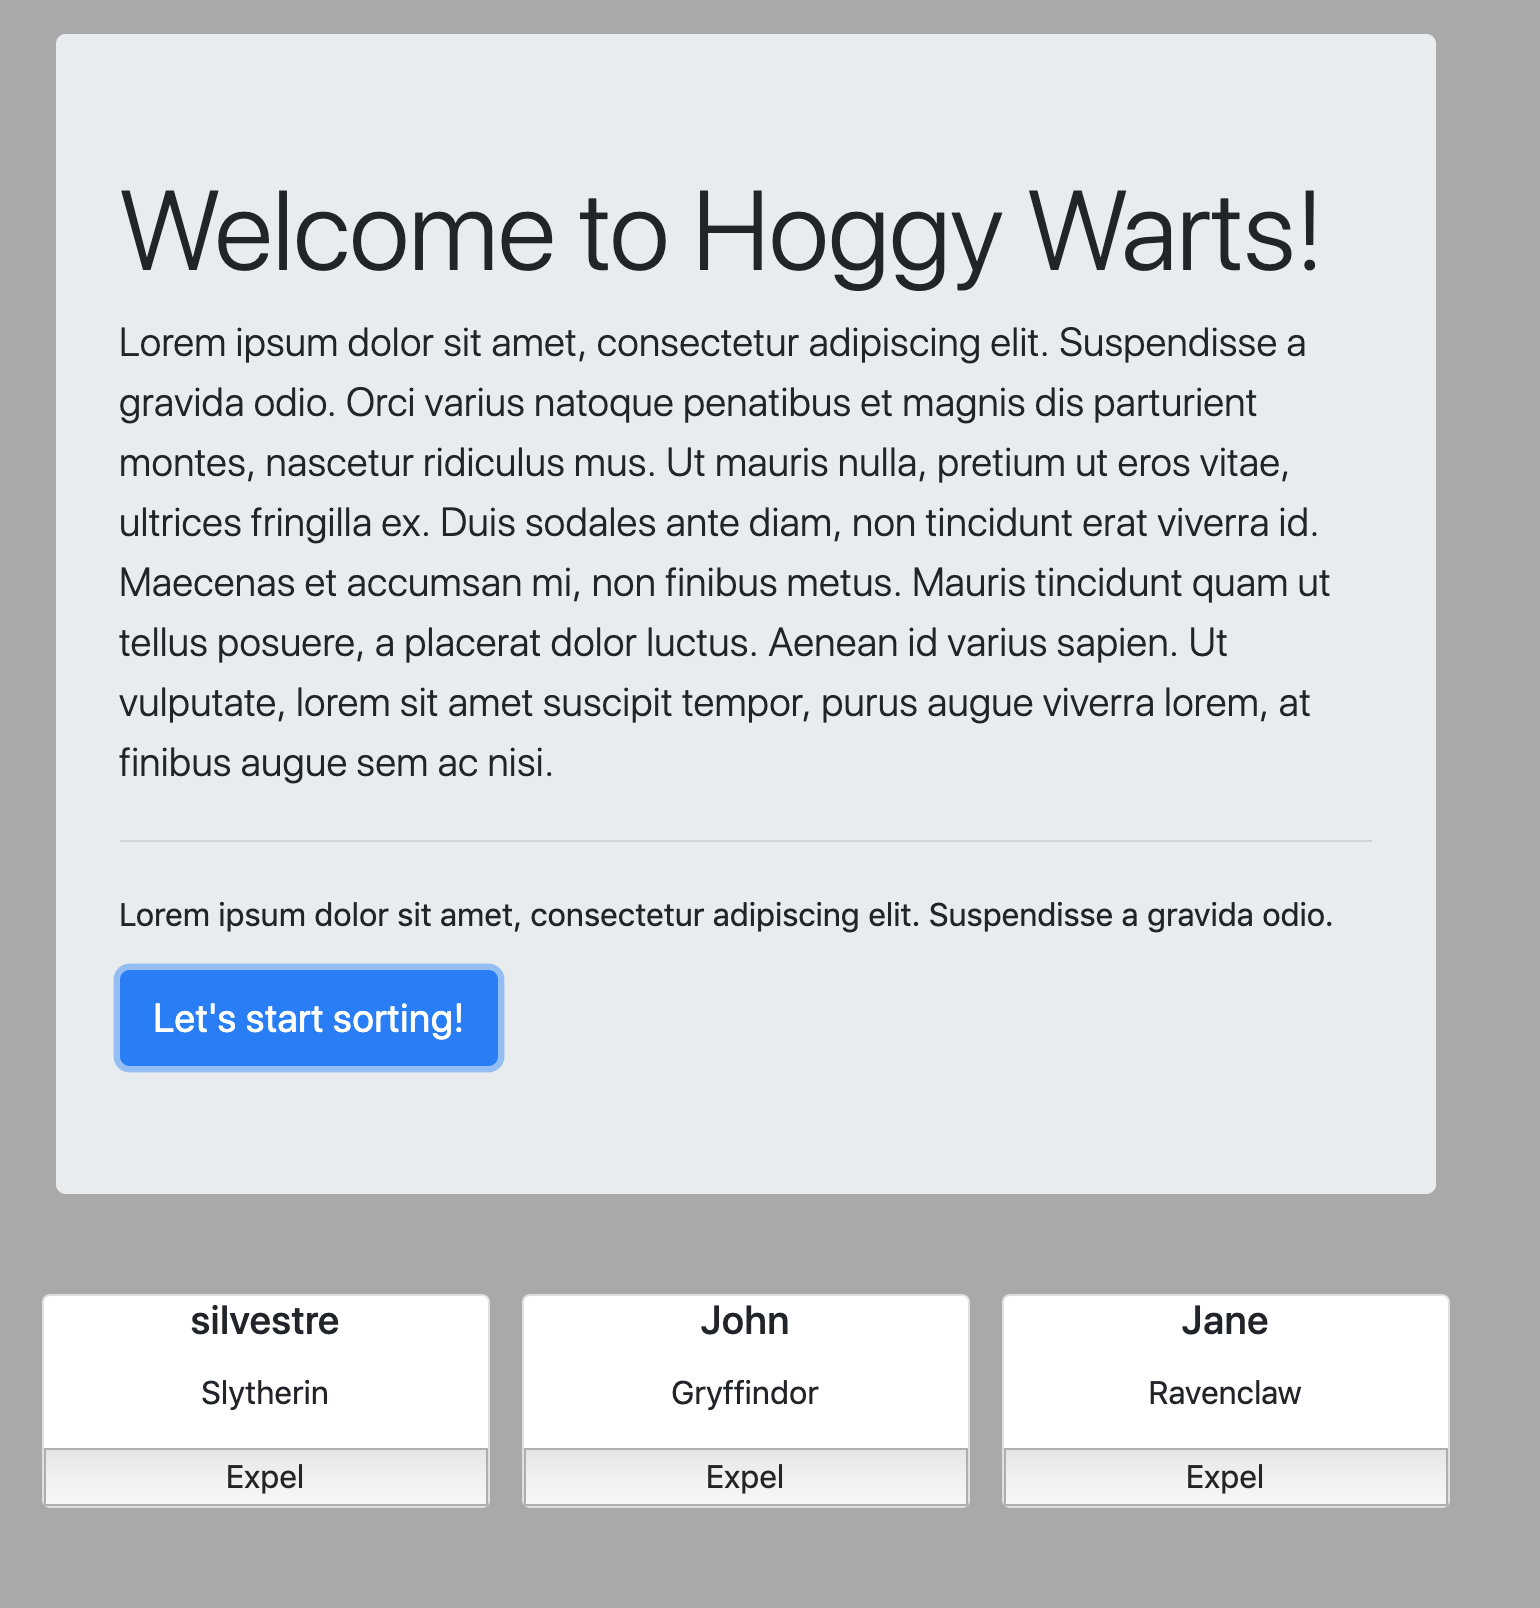 Welcome to Hoggy Warts!
Lorem ipsum dolor sit amet, consectetur adipiscing elit. Suspendisse a
gravida odio. Orci varius natoque penatibus et magnis dis parturient
montes, nascetur ridiculus mus. Ut mauris nulla, pretium ut eros vitae,
ultrices fringilla ex. Duis sodales ante diam, non tincidunt erat viverra id.
Maecenas et accumsan mi, non finibus metus. Mauris tincidunt quam ut
tellus posuere, a placerat dolor luctus. Aenean id varius sapien. Ut
vulputate, lorem sit amet suscipit tempor, purus augue viverra lorem, at
finibus augue sem ac nisi.
Lorem ipsum dolor sit amet, consectetur adipiscing elit. Suspendisse a gravida odio.
Let's start sorting!
silvestre
Slytherin
Expel
John
Gryffindor
Expel
Jane
Ravenclaw
Expel